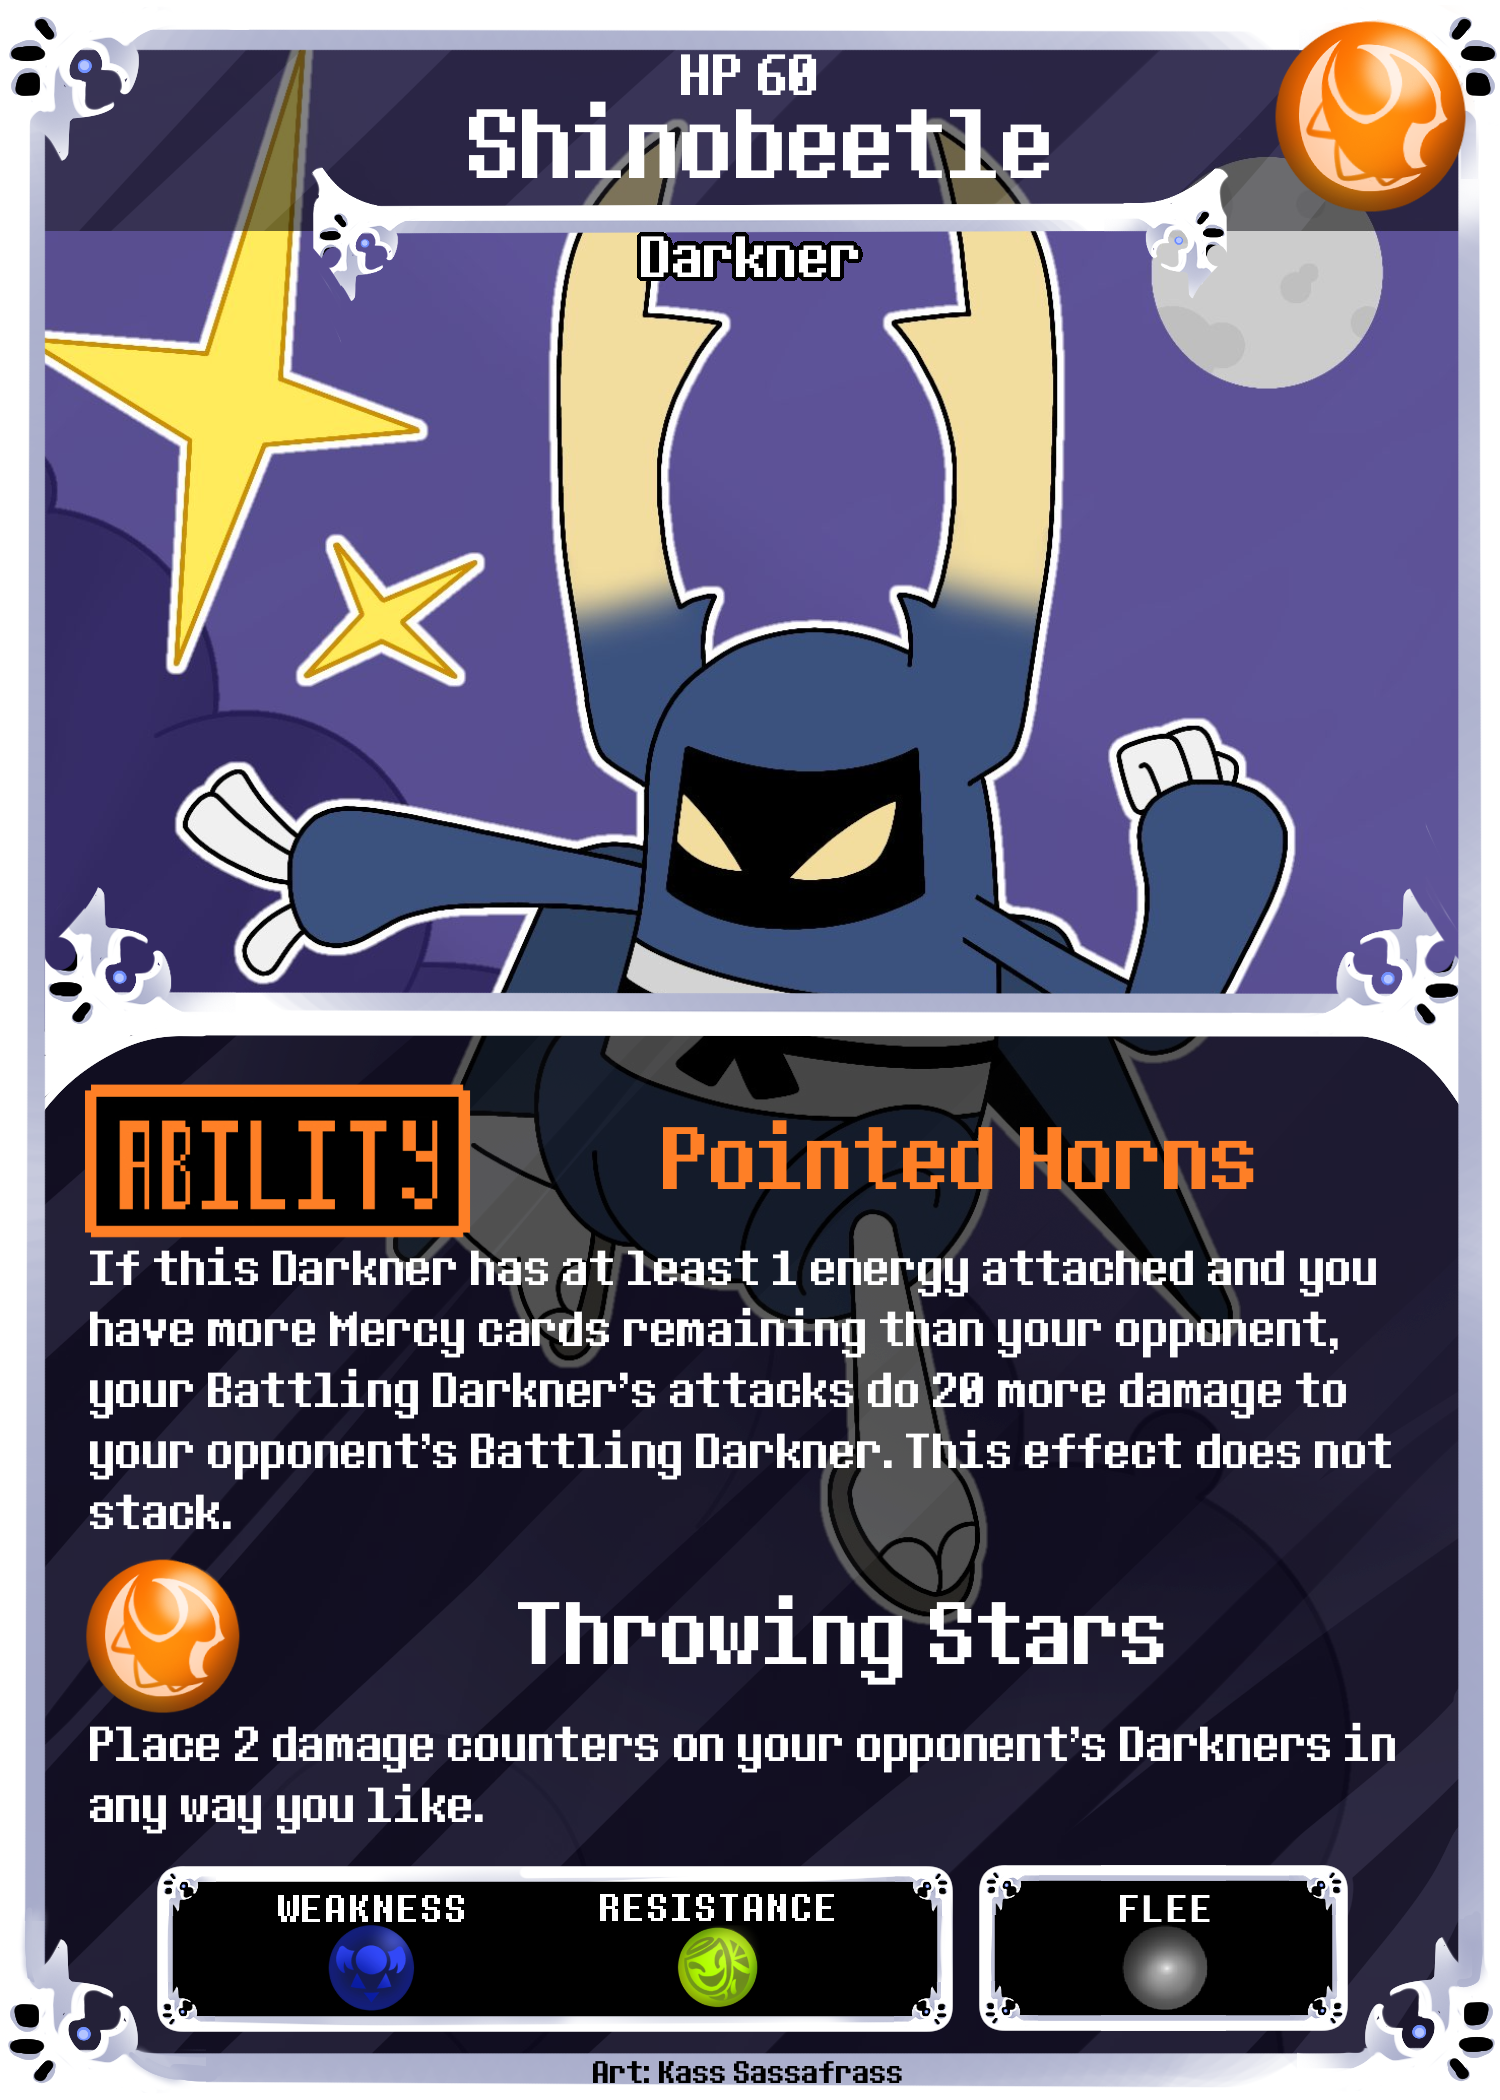 HP 60
Shinobeetle
Darkner
ABILITY
Pointed Horns
If this Darkner has at least 1 energy attached and you
have more Mercy cards remaining than your opponent,
your Battling Darkner's attacks do 20 more damage to
your opponent's Battling Darkner. This effect does not
stack.
Throwing Stars
Place 2 damage counters on your opponent's Darkners in
any way you like.
WEAKNESS
RESISTANCE
FLEE
Art: Kass Sassafrass